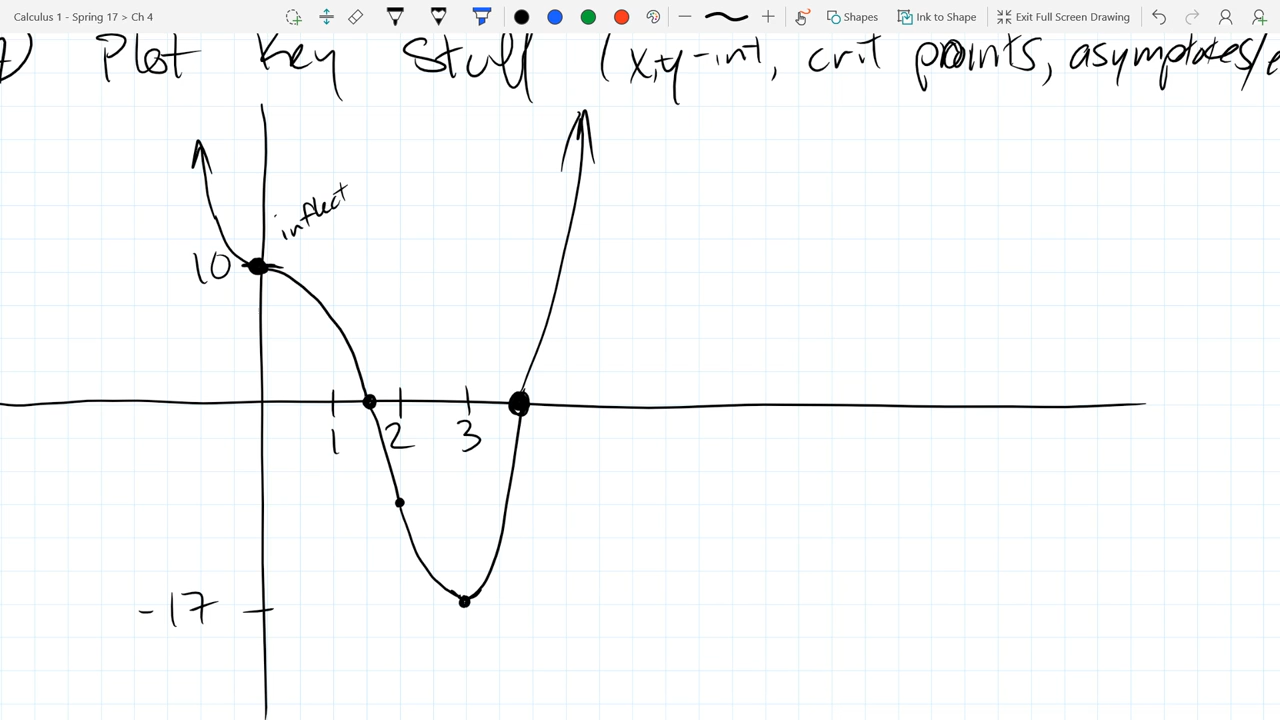 Calculus 1 - Spring 17 > Ch 4
Shapes
Ink to Shape
Exit Full Screen Drawing
Plot Key Stuff (x,y-int, crit points, asymptotes/
inflect
10
1 2 3
-17